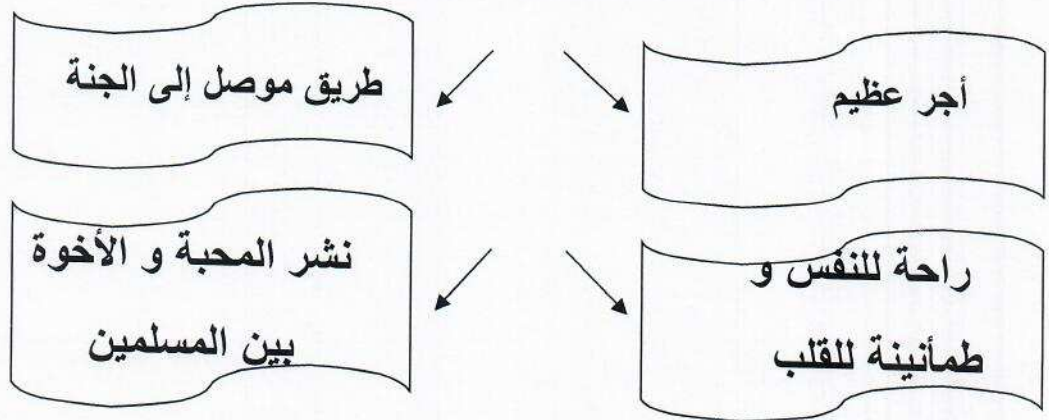 أجر عظيم
طريق موصل إلى الجنة
راحة للنفس و
طمأنينة للقلب
نشر المحبة و الأخوة
بين المسلمين